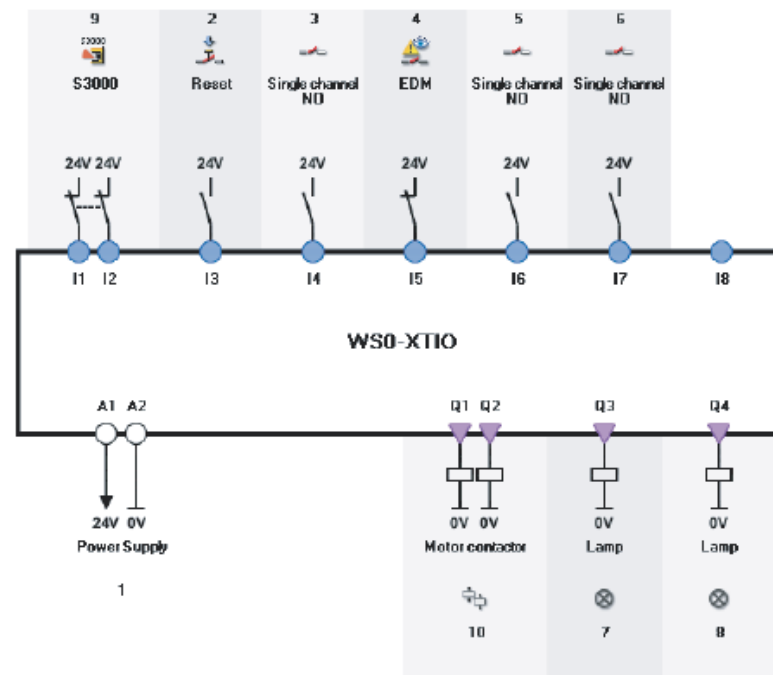 9 2 3 4 5 6
S3000
S3000 Reset Single channel NO EDM Single channel NO Single channel NO
24V 24V 24V 24V 24V 24V 24V
I1 I2 I3 I4 I5 I6 I7 I8
WS0-XTIO
A1 A2 Q1 Q2 Q3 Q4
24V 0V 0V 0V 0V 0V
Power Supply Motor contactor Lamp Lamp
1
10 7 8